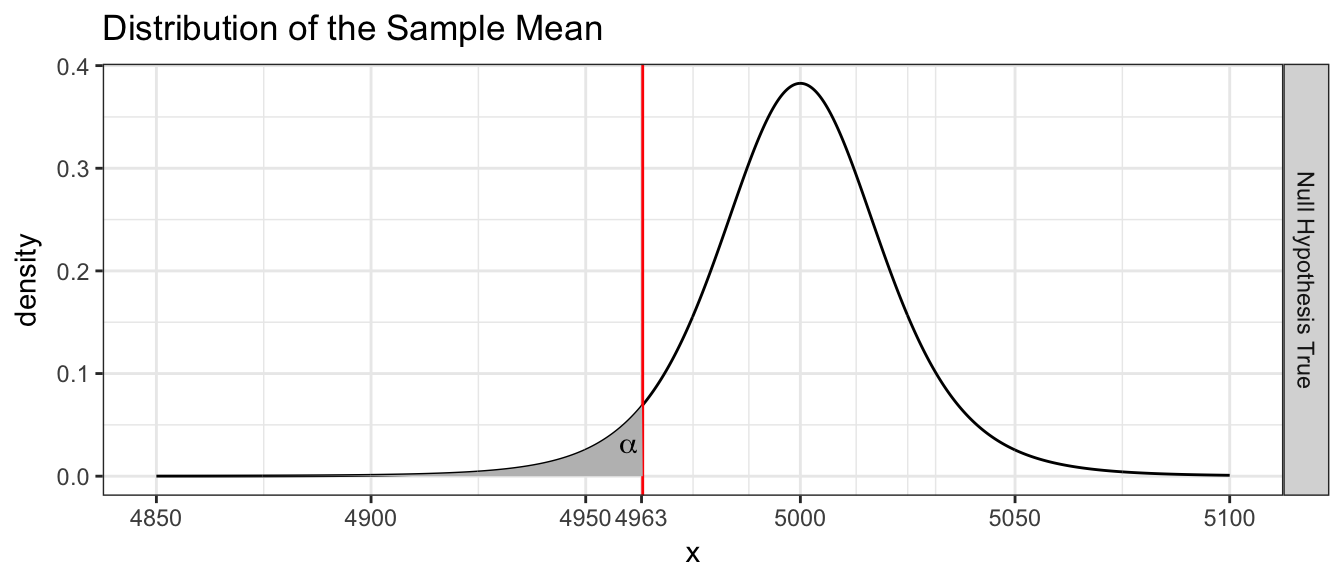 Distribution of the Sample Mean
0.4
0.3
0.2
0.1
0.0
density
α
Null Hypothesis True
4850 4900 4950 4963 5000 5050 5100
x